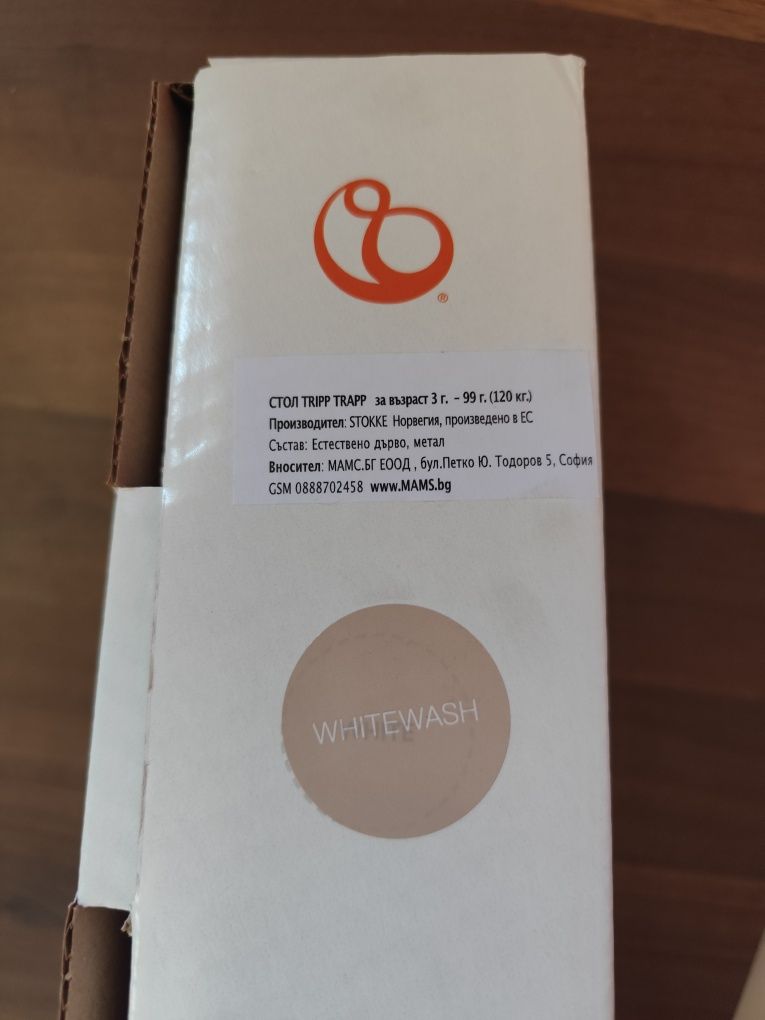 ®
СТОЛ TRIPP TRAPP за възраст 3 г. – 99 г. (120 кг.)
Производител: STOKKE Норвегия, произведено в ЕС
Състав: Естествено дърво, метал
Вносител: МАМС.БГ ЕООД , бул.Петко Ю. Тодоров 5, София
GSM 0888702458 www.MAMS.bg
WHITEWASH